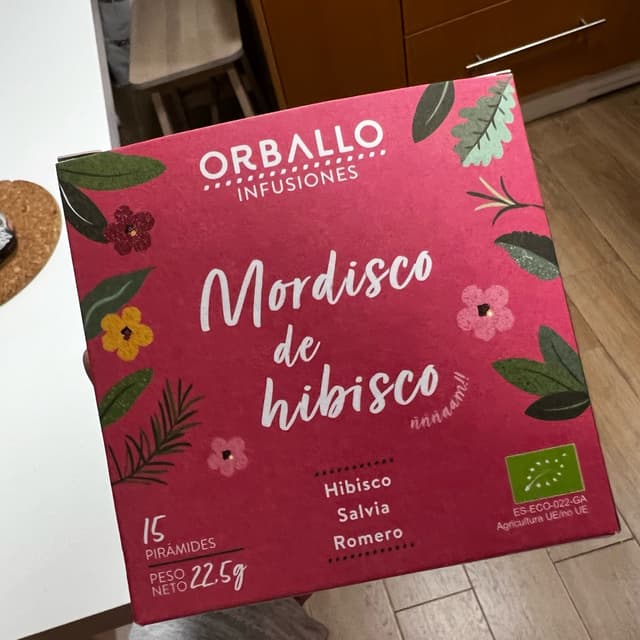 ORBALLO
INFUSIONES
Mordisco
de
hibisco
ñññaam!!
Hibisco
Salvia
Romero
15
PIRÁMIDES
PESO
NETO 22,5g
ES-ECO-022-GA
Agricultura UE/no UE